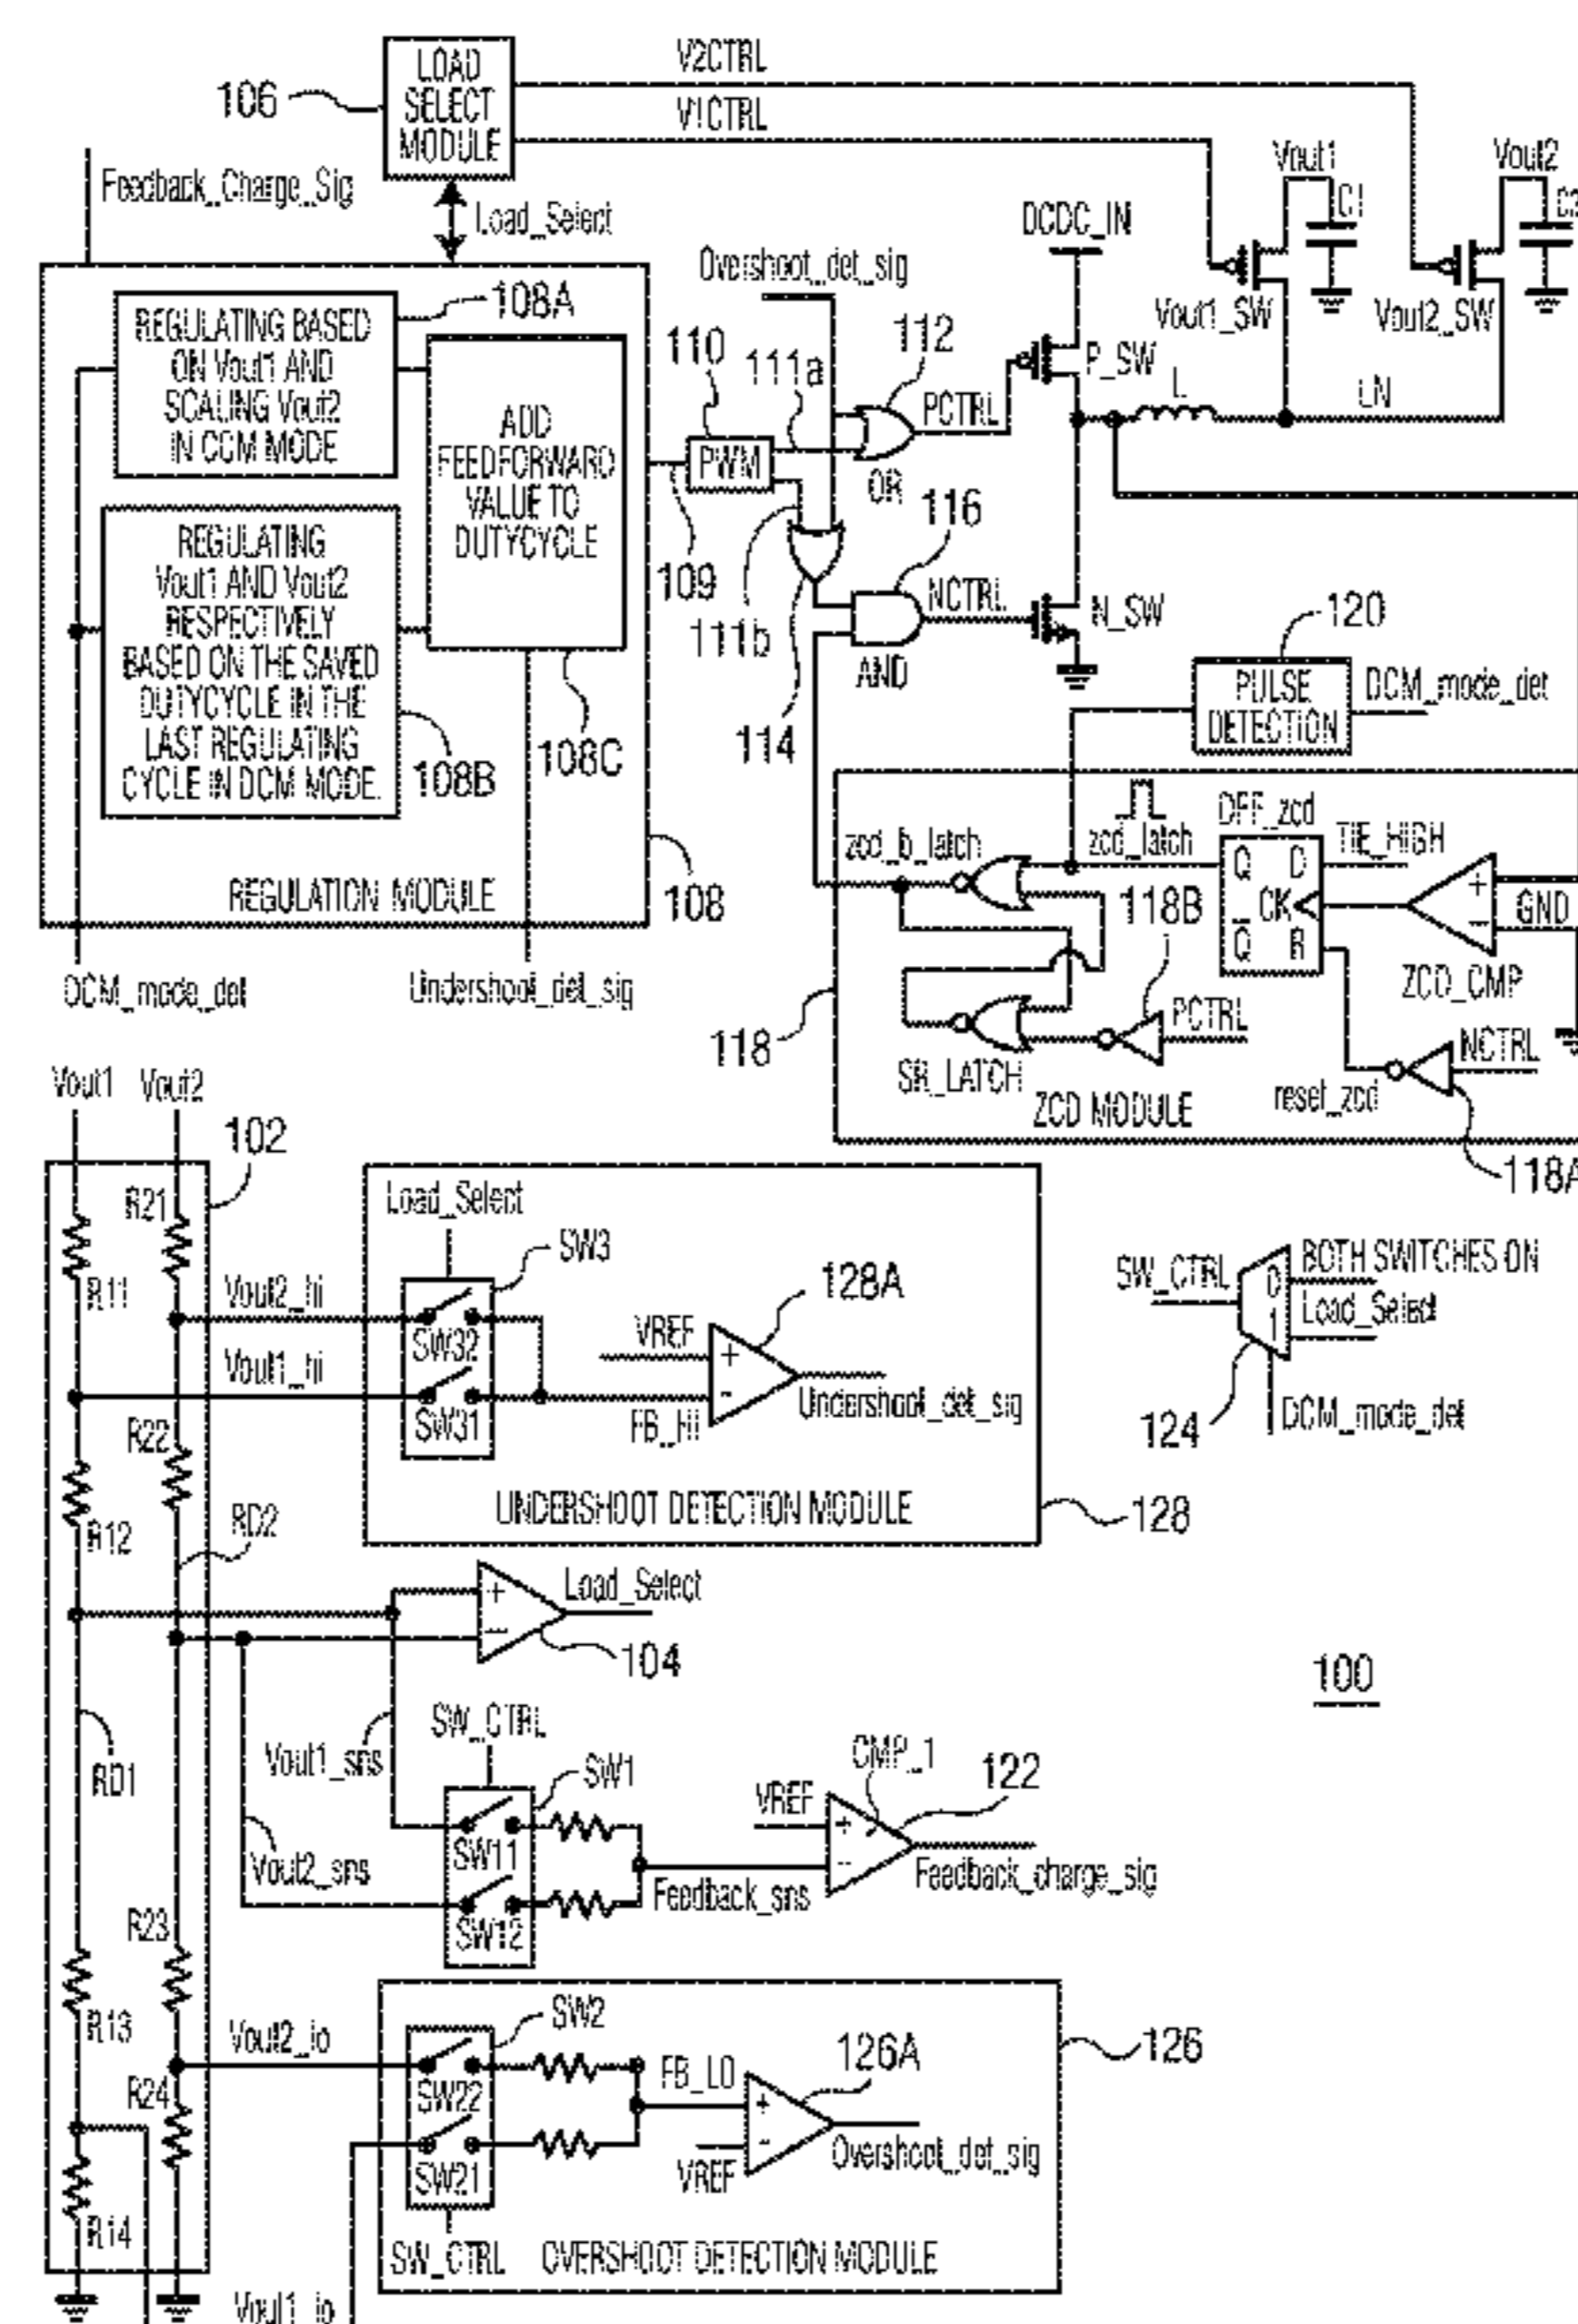 106
LOAD
SELECT
MODULE
V2CTRL
V1CTRL
Feedback_Charge_Sig
Load_Select
Vout1
C1
Vout2
DCDC_IN
Overshoot_det_sig
Vout1_SW
Vout2_SW
P_SW
L
LN
108A
REGULATING BASED
ON Vout1 AND
SCALING Vout2
IN CCM MODE
ADD
FEEDFORWARD
VALUE TO
DUTYCYCLE
110
111a
112
PCTRL
PWM
OR
REGULATING
Vout1 AND Vout2
RESPECTIVELY
BASED ON THE SAVED
DUTYCYCLE IN THE
LAST REGULATING
CYCLE IN DCM MODE.
108B
108C
109
111b
114
116
NCTRL
AND
N_SW
120
PULSE
DETECTION
DCM_mode_det
REGULATION MODULE
108
DCM_mode_det
Undershoot_det_sig
zcd_b_latch
zcd_latch
DFF_zcd
Q D
CK
Q R
TIE_HIGH
+
-
GND
ZCD_CMP
118B
118
PCTRL
SR_LATCH
ZCD MODULE
reset_zcd
NCTRL
118A
Vout1
Vout2
102
R21
R11
Vout2_hi
Vout1_hi
R22
R12
RD2
Load_Select
SW3
SW32
SW31
VREF
128A
+
-
FB_HI
Undershoot_det_sig
UNDERSHOOT DETECTION MODULE
128
SW_CTRL
0
1
BOTH SWITCHES ON
Load_Select
124
DCM_mode_det
+
-
Load_Select
104
100
RD1
Vout1_sns
Vout2_sns
SW_CTRL
SW1
SW11
SW12
VREF
CMP_1
122
+
-
Feedback_sns
Feedback_charge_sig
R23
R13
Vout2_lo
R24
R14
Vout1_lo
SW2
SW22
SW21
SW_CTRL
FB_LO
126A
+
-
VREF
Overshoot_det_sig
126
OVERSHOOT DETECTION MODULE